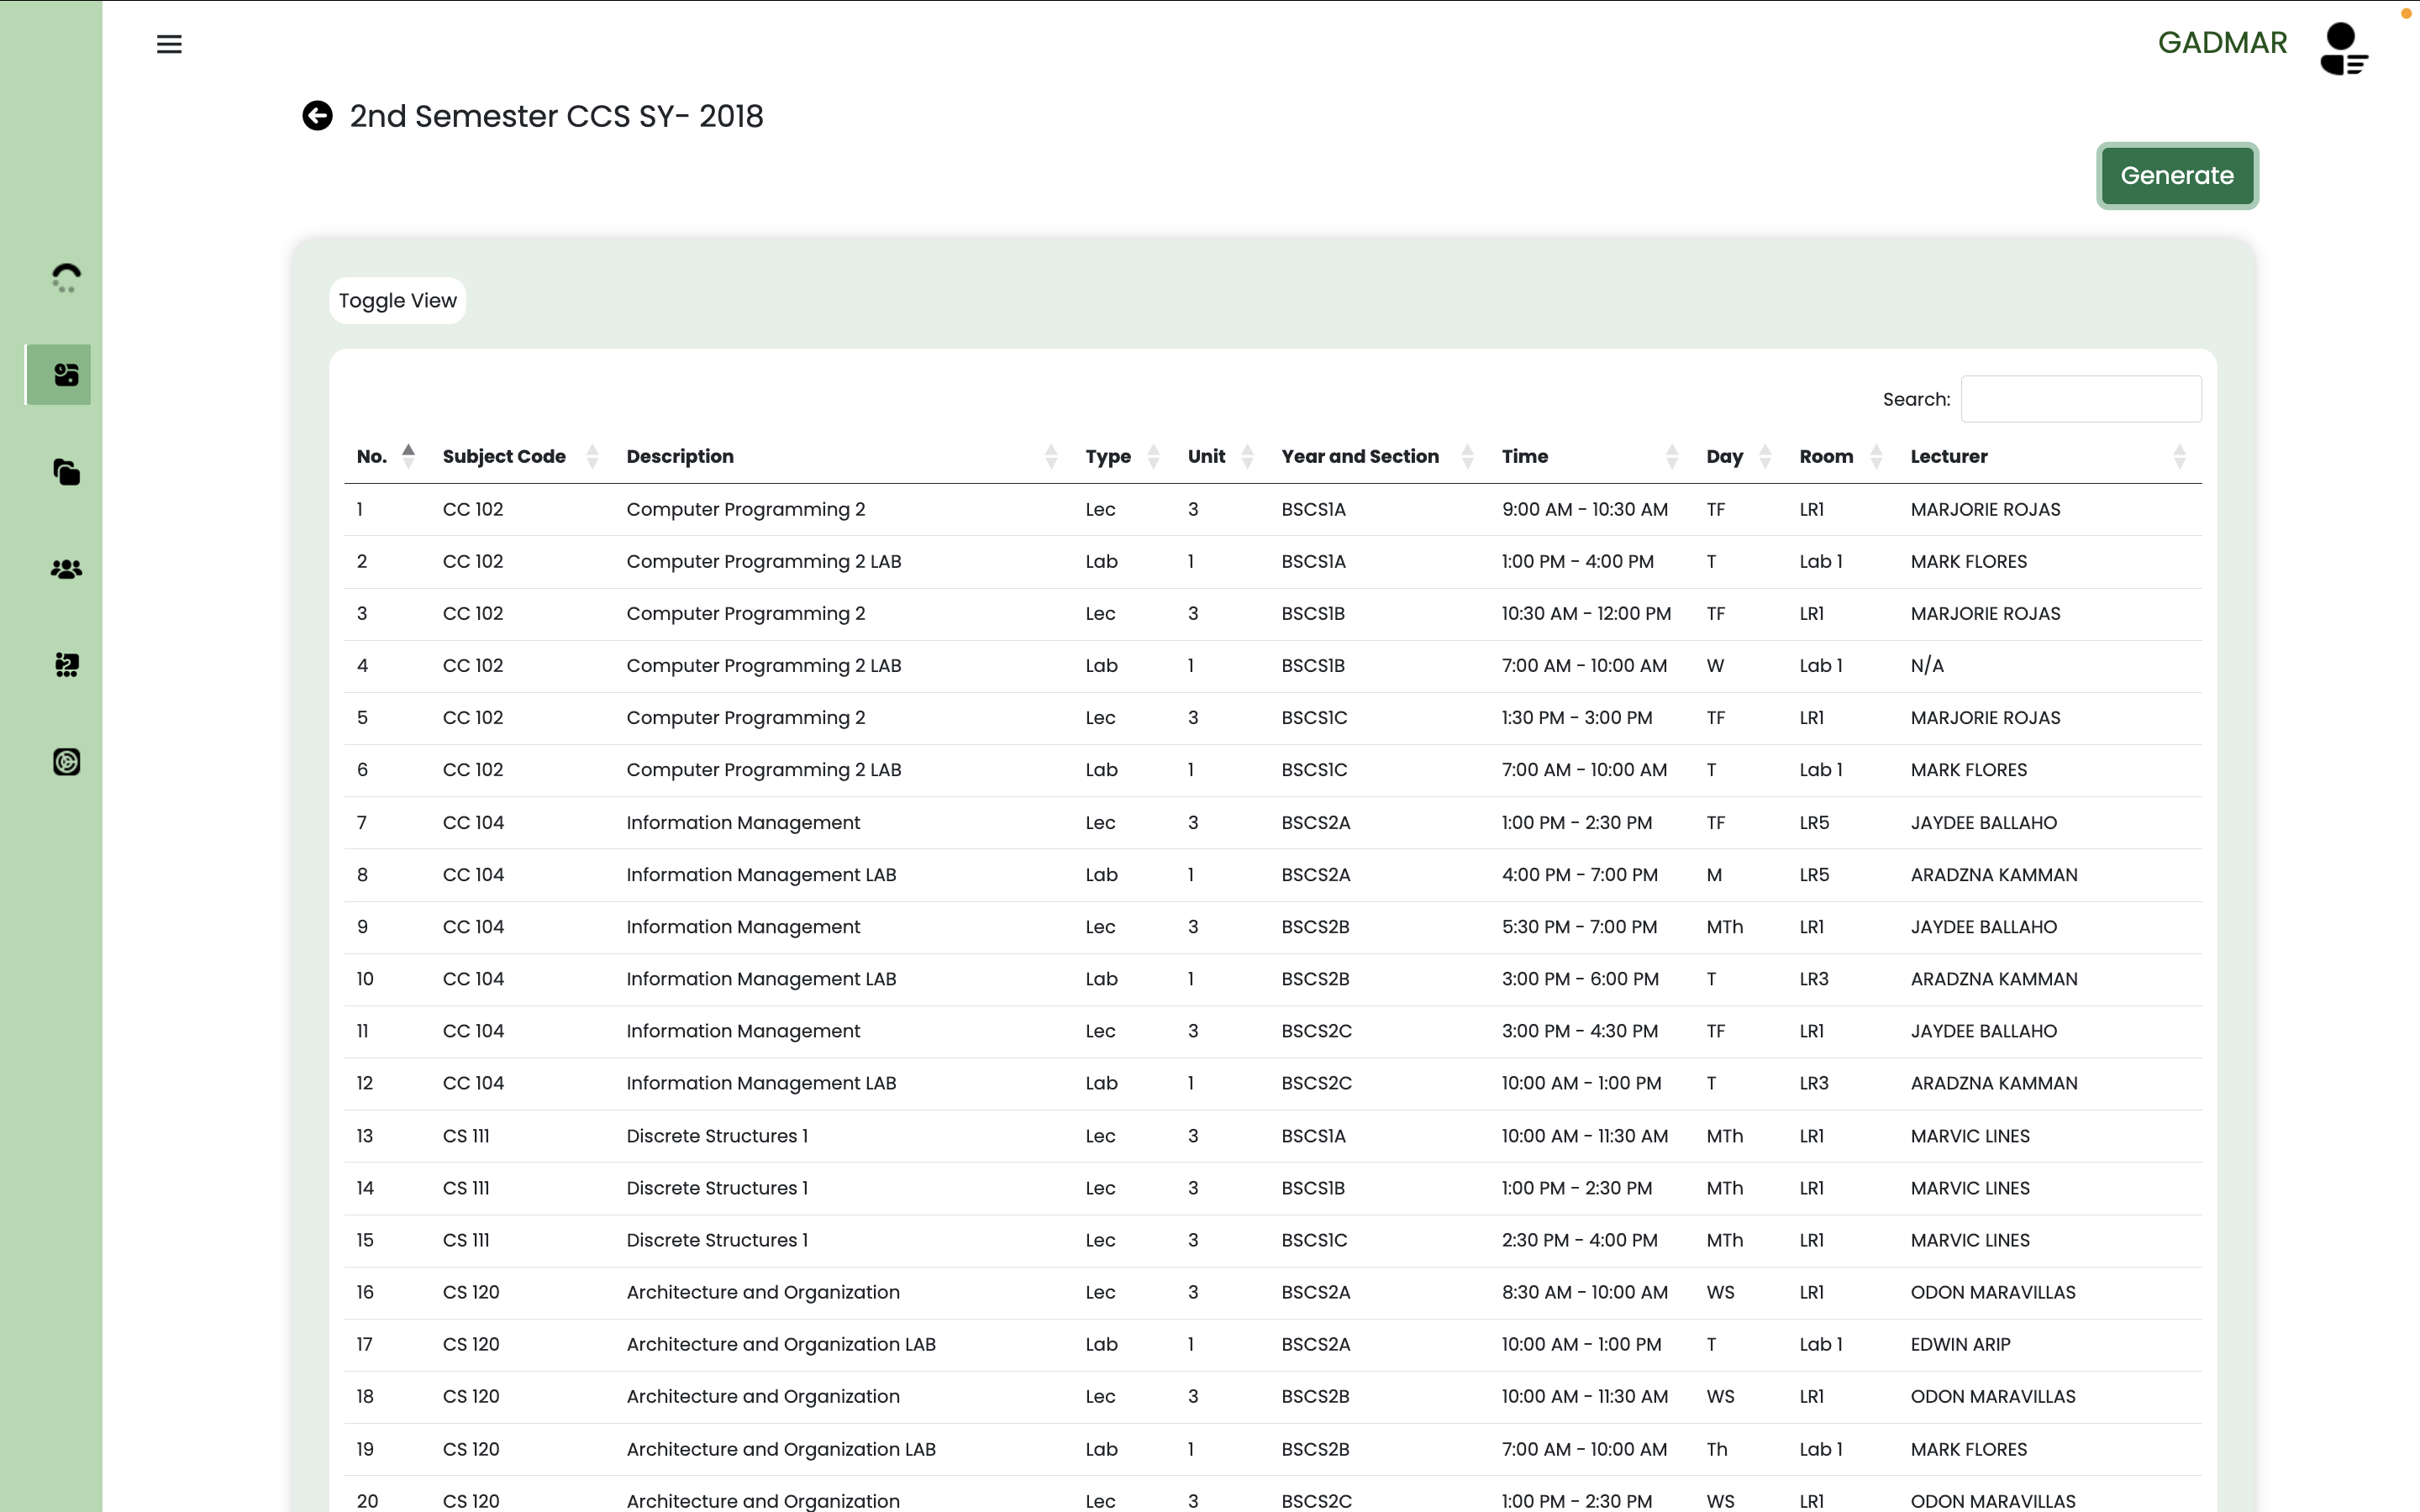 GADMAR
2nd Semester CCS SY- 2018
Generate
Toggle View
Search:
No. Subject Code Description Type Unit Year and Section Time Day Room Lecturer
1 CC 102 Computer Programming 2 Lec 3 BSCS1A 9:00 AM - 10:30 AM TF LR1 MARJORIE ROJAS
2 CC 102 Computer Programming 2 LAB Lab 1 BSCS1A 1:00 PM - 4:00 PM T Lab 1 MARK FLORES
3 CC 102 Computer Programming 2 Lec 3 BSCS1B 10:30 AM - 12:00 PM TF LR1 MARJORIE ROJAS
4 CC 102 Computer Programming 2 LAB Lab 1 BSCS1B 7:00 AM - 10:00 AM W Lab 1 N/A
5 CC 102 Computer Programming 2 Lec 3 BSCS1C 1:30 PM - 3:00 PM TF LR1 MARJORIE ROJAS
6 CC 102 Computer Programming 2 LAB Lab 1 BSCS1C 7:00 AM - 10:00 AM T Lab 1 MARK FLORES
7 CC 104 Information Management Lec 3 BSCS2A 1:00 PM - 2:30 PM TF LR5 JAYDEE BALLAHO
8 CC 104 Information Management LAB Lab 1 BSCS2A 4:00 PM - 7:00 PM M LR5 ARADZNA KAMMAN
9 CC 104 Information Management Lec 3 BSCS2B 5:30 PM - 7:00 PM MTh LR1 JAYDEE BALLAHO
10 CC 104 Information Management LAB Lab 1 BSCS2B 3:00 PM - 6:00 PM T LR3 ARADZNA KAMMAN
11 CC 104 Information Management Lec 3 BSCS2C 3:00 PM - 4:30 PM TF LR1 JAYDEE BALLAHO
12 CC 104 Information Management LAB Lab 1 BSCS2C 10:00 AM - 1:00 PM T LR3 ARADZNA KAMMAN
13 CS 111 Discrete Structures 1 Lec 3 BSCS1A 10:00 AM - 11:30 AM MTh LR1 MARVIC LINES
14 CS 111 Discrete Structures 1 Lec 3 BSCS1B 1:00 PM - 2:30 PM MTh LR1 MARVIC LINES
15 CS 111 Discrete Structures 1 Lec 3 BSCS1C 2:30 PM - 4:00 PM MTh LR1 MARVIC LINES
16 CS 120 Architecture and Organization Lec 3 BSCS2A 8:30 AM - 10:00 AM WS LR1 ODON MARAVILLAS
17 CS 120 Architecture and Organization LAB Lab 1 BSCS2A 10:00 AM - 1:00 PM T Lab 1 EDWIN ARIP
18 CS 120 Architecture and Organization Lec 3 BSCS2B 10:00 AM - 11:30 AM WS LR1 ODON MARAVILLAS
19 CS 120 Architecture and Organization LAB Lab 1 BSCS2B 7:00 AM - 10:00 AM Th Lab 1 MARK FLORES
20 CS 120 Architecture and Organization Lec 3 BSCS2C 1:00 PM - 2:30 PM WS LR1 ODON MARAVILLAS